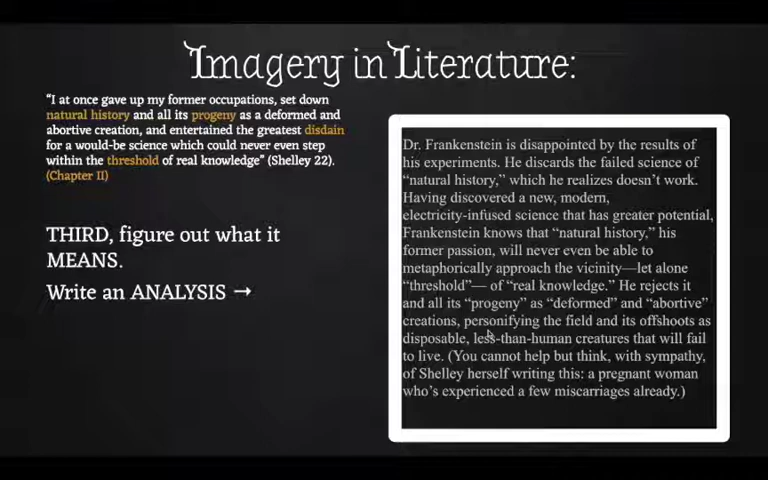 Imagery in Literature:
"I at once gave up my former occupations, set down
natural history and all its progeny as a deformed and
abortive creation, and entertained the greatest disdain
for a would-be science which could never even step
within the threshold of real knowledge" (Shelley 22).
(Chapter II)
THIRD, figure out what it
MEANS.
Write an ANALYSIS →
Dr. Frankenstein is disappointed by the results of
his experiments. He discards the failed science of
“natural history,” which he realizes doesn’t work.
Having discovered a new, modern,
electricity-infused science that has greater potential,
Frankenstein knows that “natural history,” his
former passion, will never even be able to
metaphorically approach the vicinity—let alone
“threshold”— of “real knowledge.” He rejects it
and all its “progeny” as “deformed” and “abortive”
creations, personifying the field and its offshoots as
disposable, less-than-human creatures that will fail
to live. (You cannot help but think, with sympathy,
of Shelley herself writing this: a pregnant woman
who’s experienced a few miscarriages already.)